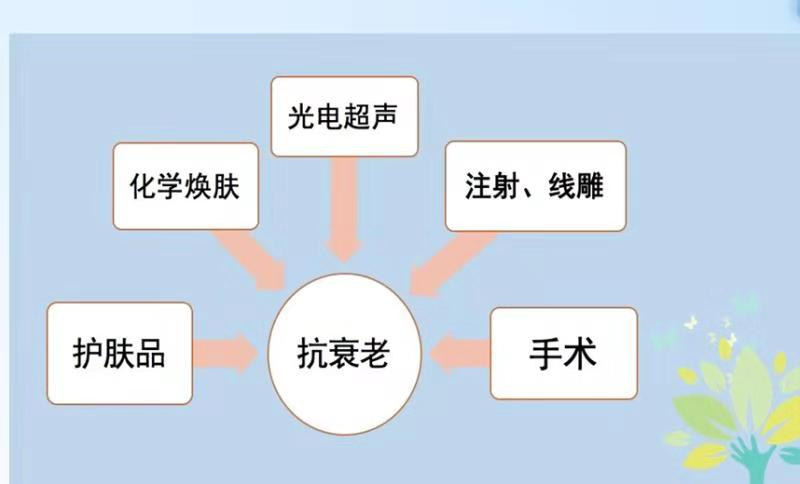 光电超声
化学焕肤
注射、线雕
护肤品
抗衰老
手术